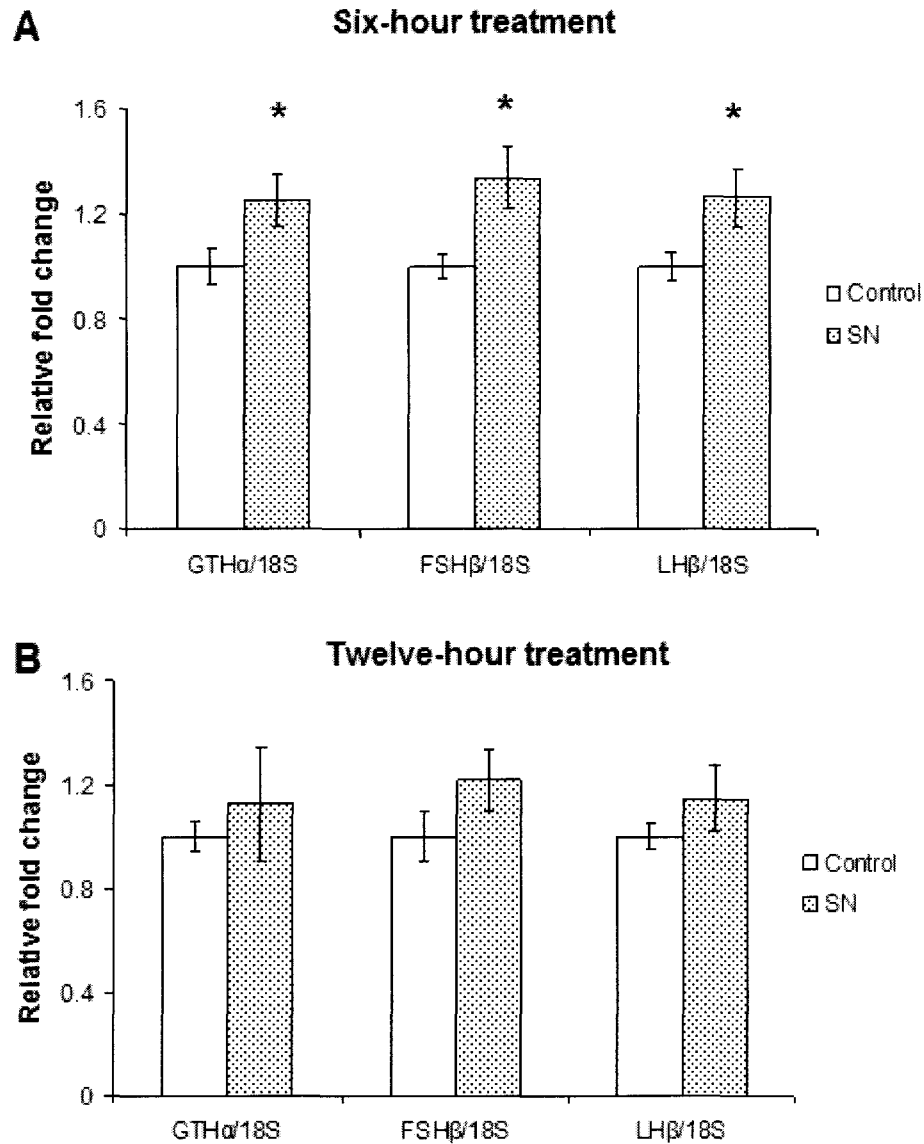 A
Six-hour treatment
*
*
*
1.6
1.2
0.8
0.4
0
Relative fold change
GTHα/18S
FSHβ/18S
LHβ/18S
Control
SN
B
Twelve-hour treatment
1.6
1.2
0.8
0.4
0
Relative fold change
GTHα/18S
FSHβ/18S
LHβ/18S
Control
SN